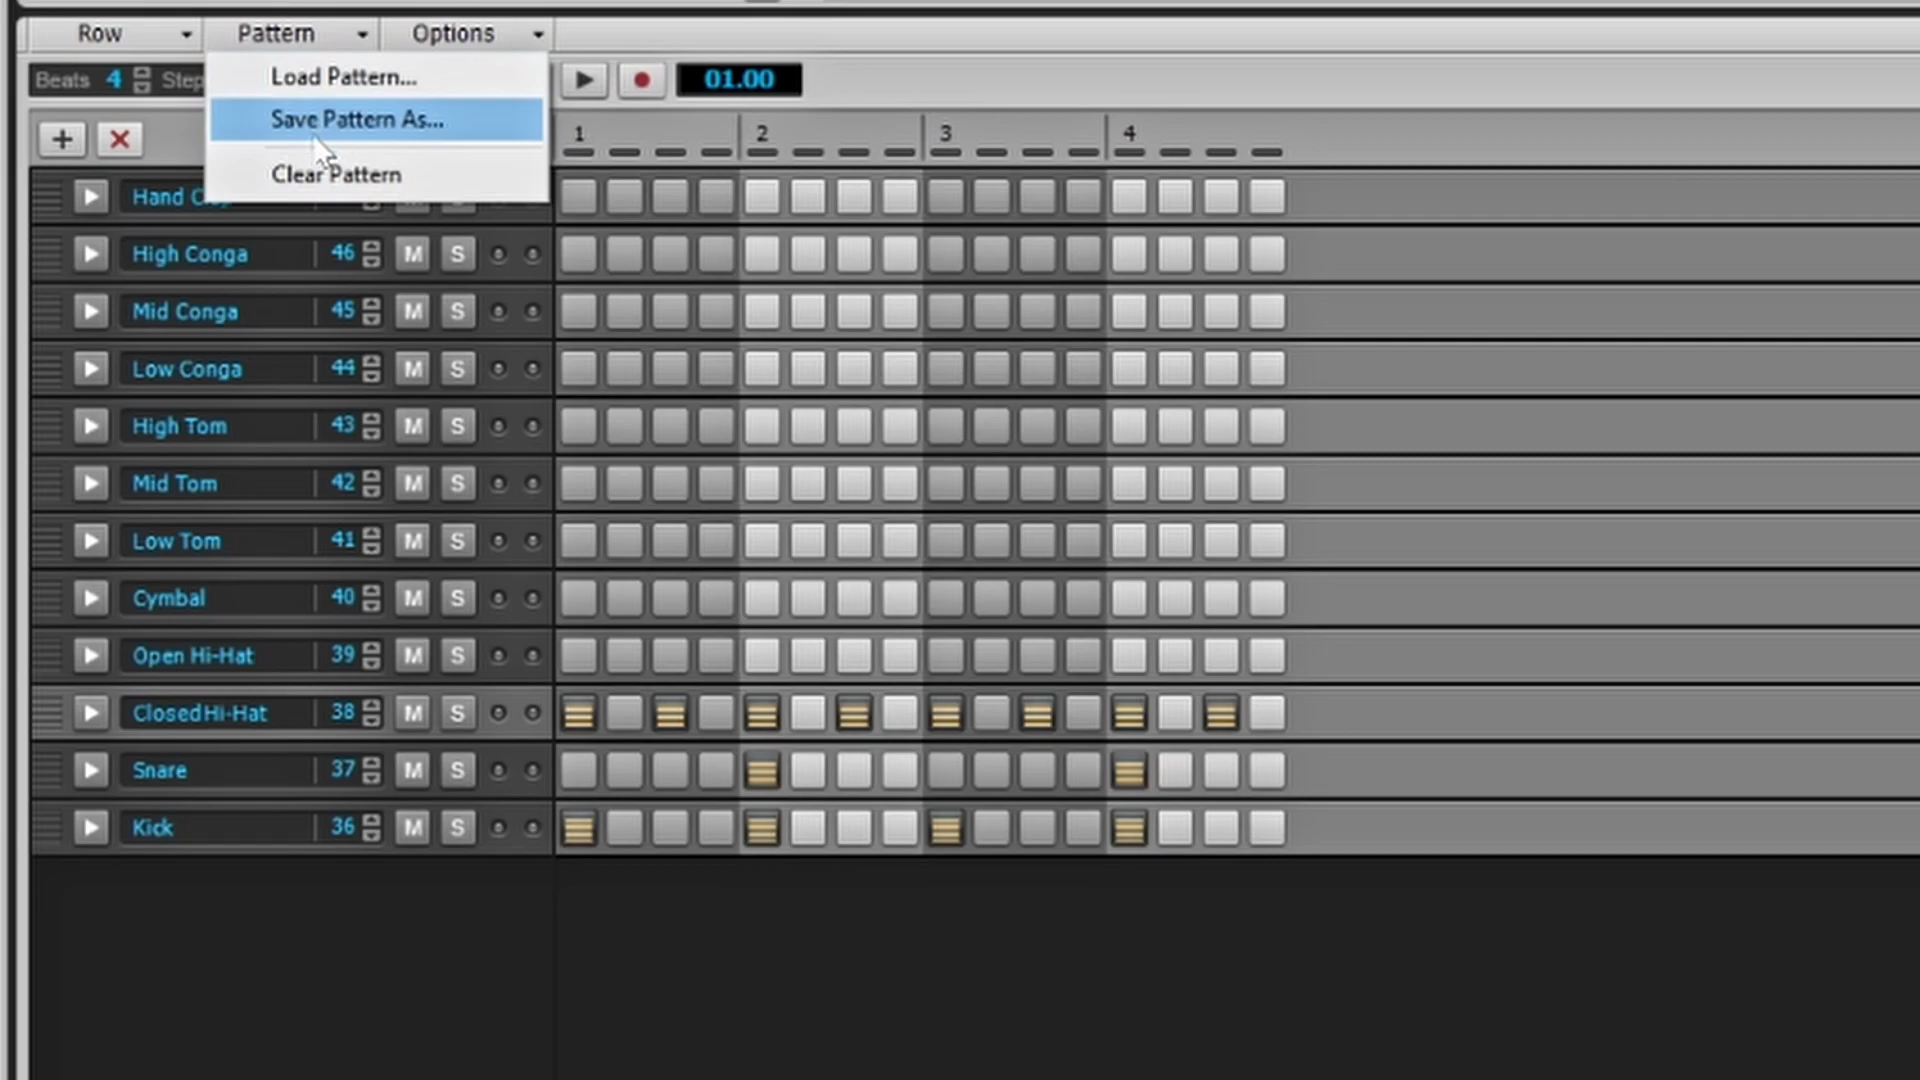 Row Pattern Options
Beats 4 Step 01.00
Load Pattern...
Save Pattern As...
Clear Pattern
1 2 3 4
Hand
High Conga 46 M S
Mid Conga 45 M S
Low Conga 44 M S
High Tom 43 M S
Mid Tom 42 M S
Low Tom 41 M S
Cymbal 40 M S
Open Hi-Hat 39 M S
Closed Hi-Hat 38 M S
Snare 37 M S
Kick 36 M S